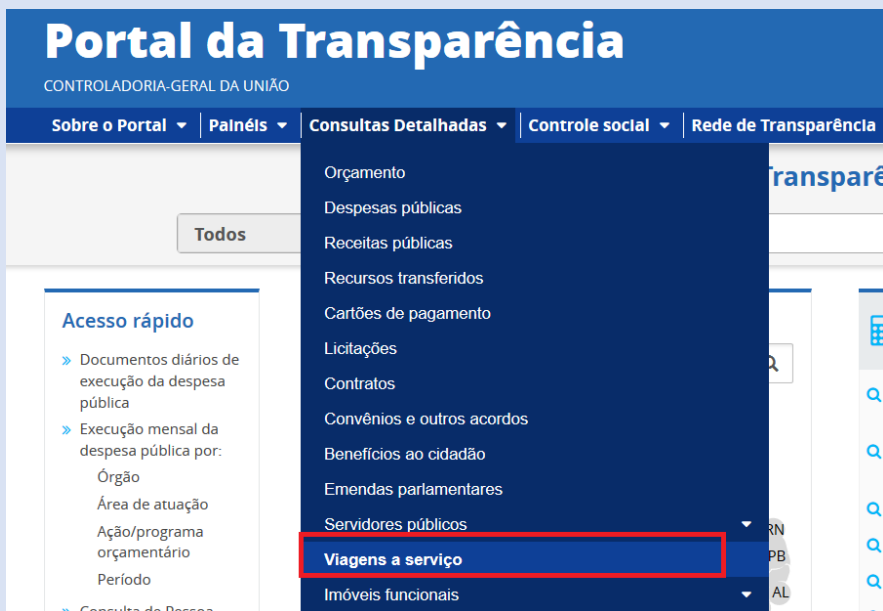 Portal da Transparência
CONTROLADORIA-GERAL DA UNIÃO
Sobre o Portal
Painéis
Consultas Detalhadas
Controle social
Rede de Transparência
Todos
Orçamento
Despesas públicas
Receitas públicas
Recursos transferidos
Cartões de pagamento
Licitações
Contratos
Convênios e outros acordos
Benefícios ao cidadão
Emendas parlamentares
Servidores públicos
Viagens a serviço
Imóveis funcionais
Acesso rápido
Documentos diários de
execução da despesa
pública
Execução mensal da
despesa pública por:
Órgão
Área de atuação
Ação/programa
orçamentário
Período
RN
PB
AL